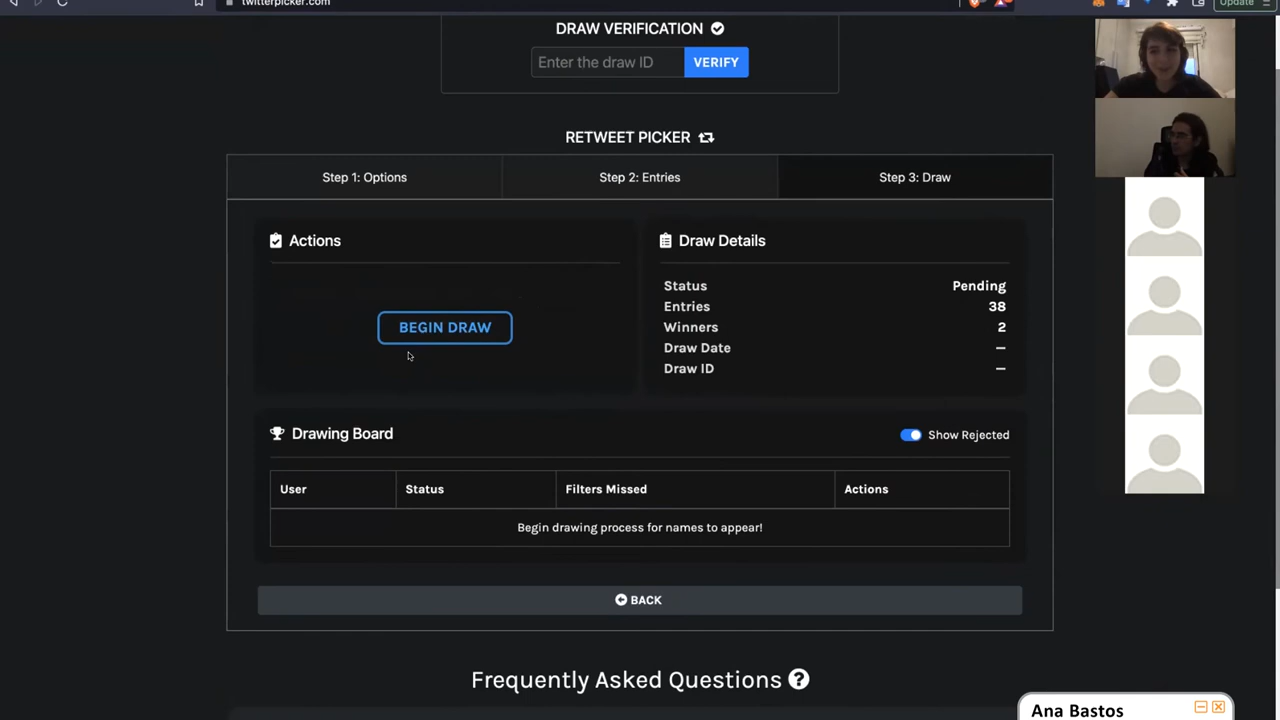 twitterpicker.com
Update
DRAW VERIFICATION
Enter the draw ID
VERIFY
RETWEET PICKER
Step 1: Options
Step 2: Entries
Step 3: Draw
Actions
BEGIN DRAW
Draw Details
Status Pending
Entries 38
Winners 2
Draw Date —
Draw ID —
Drawing Board
Show Rejected
User Status Filters Missed Actions
Begin drawing process for names to appear!
BACK
Frequently Asked Questions
Ana Bastos